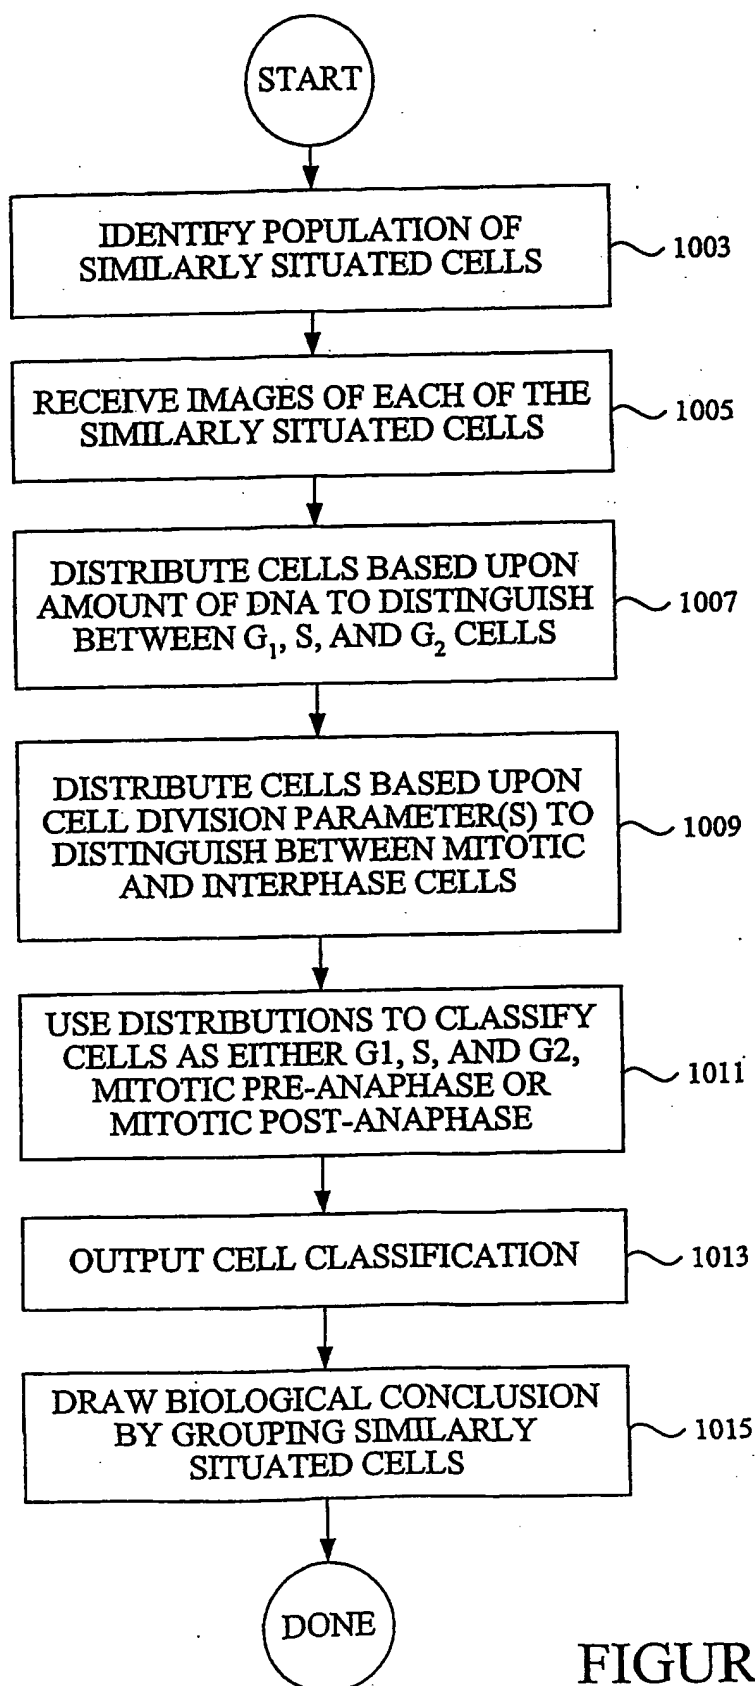 START
IDENTIFY POPULATION OF
SIMILARLY SITUATED CELLS
1003
RECEIVE IMAGES OF EACH OF THE
SIMILARLY SITUATED CELLS
1005
DISTRIBUTE CELLS BASED UPON
AMOUNT OF DNA TO DISTINGUISH
BETWEEN G₁, S, AND G₂ CELLS
1007
DISTRIBUTE CELLS BASED UPON
CELL DIVISION PARAMETER(S) TO
DISTINGUISH BETWEEN MITOTIC
AND INTERPHASE CELLS
1009
USE DISTRIBUTIONS TO CLASSIFY
CELLS AS EITHER G1, S, AND G2,
MITOTIC PRE-ANAPHASE OR
MITOTIC POST-ANAPHASE
1011
OUTPUT CELL CLASSIFICATION
1013
DRAW BIOLOGICAL CONCLUSION
BY GROUPING SIMILARLY
SITUATED CELLS
1015
DONE
FIGUR